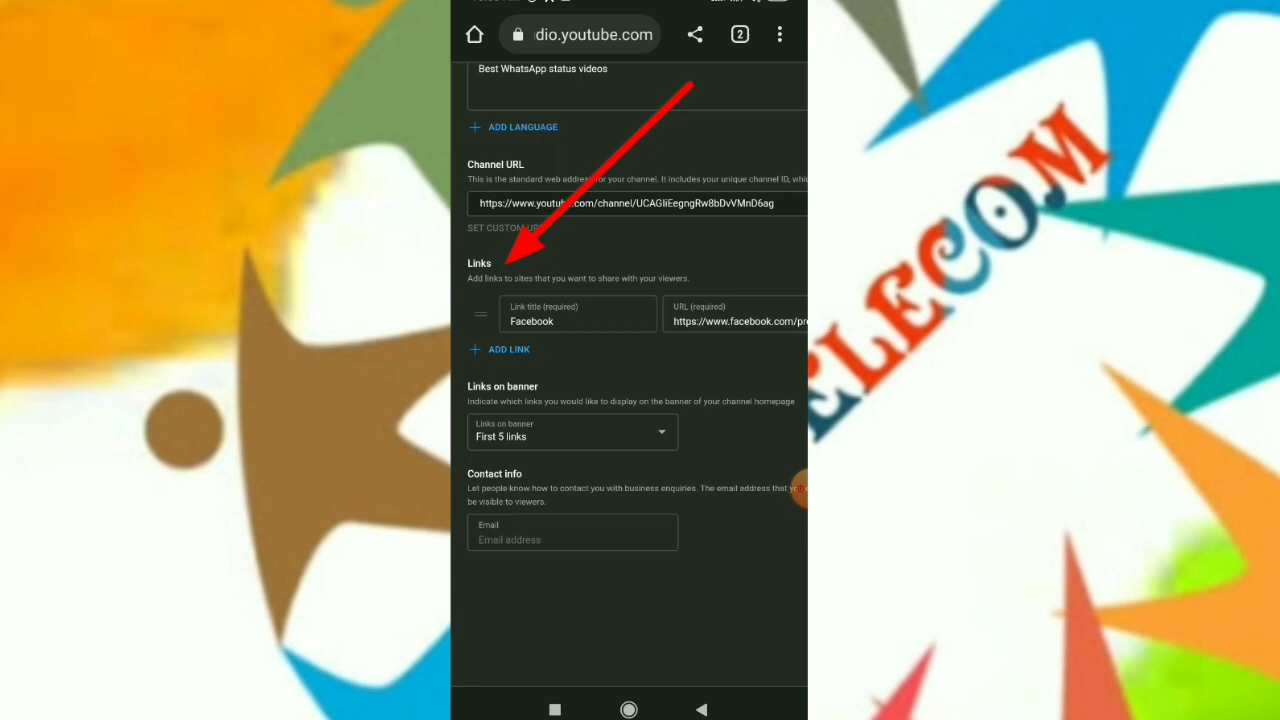 dio.youtube.com
2
Best WhatsApp status videos
ADD LANGUAGE
Channel URL
This is the standard web address for your channel. It includes your unique channel ID,
https://www.youtube.com/channel/UCAGIiEegngRw8bDvVMnD6ag
SET CUSTOM
Links
Add links to sites that you want to share with your viewers.
Link title (required)
URL (required)
Facebook
https://www.facebook.com/pr
ADD LINK
Links on banner
Indicate which links you would like to display on the banner of your channel homepage
Links on banner
First 5 links
Contact info
Let people know how to contact you with business enquiries. The email address that
be visible to viewers.
Email
Email address
ELECOM